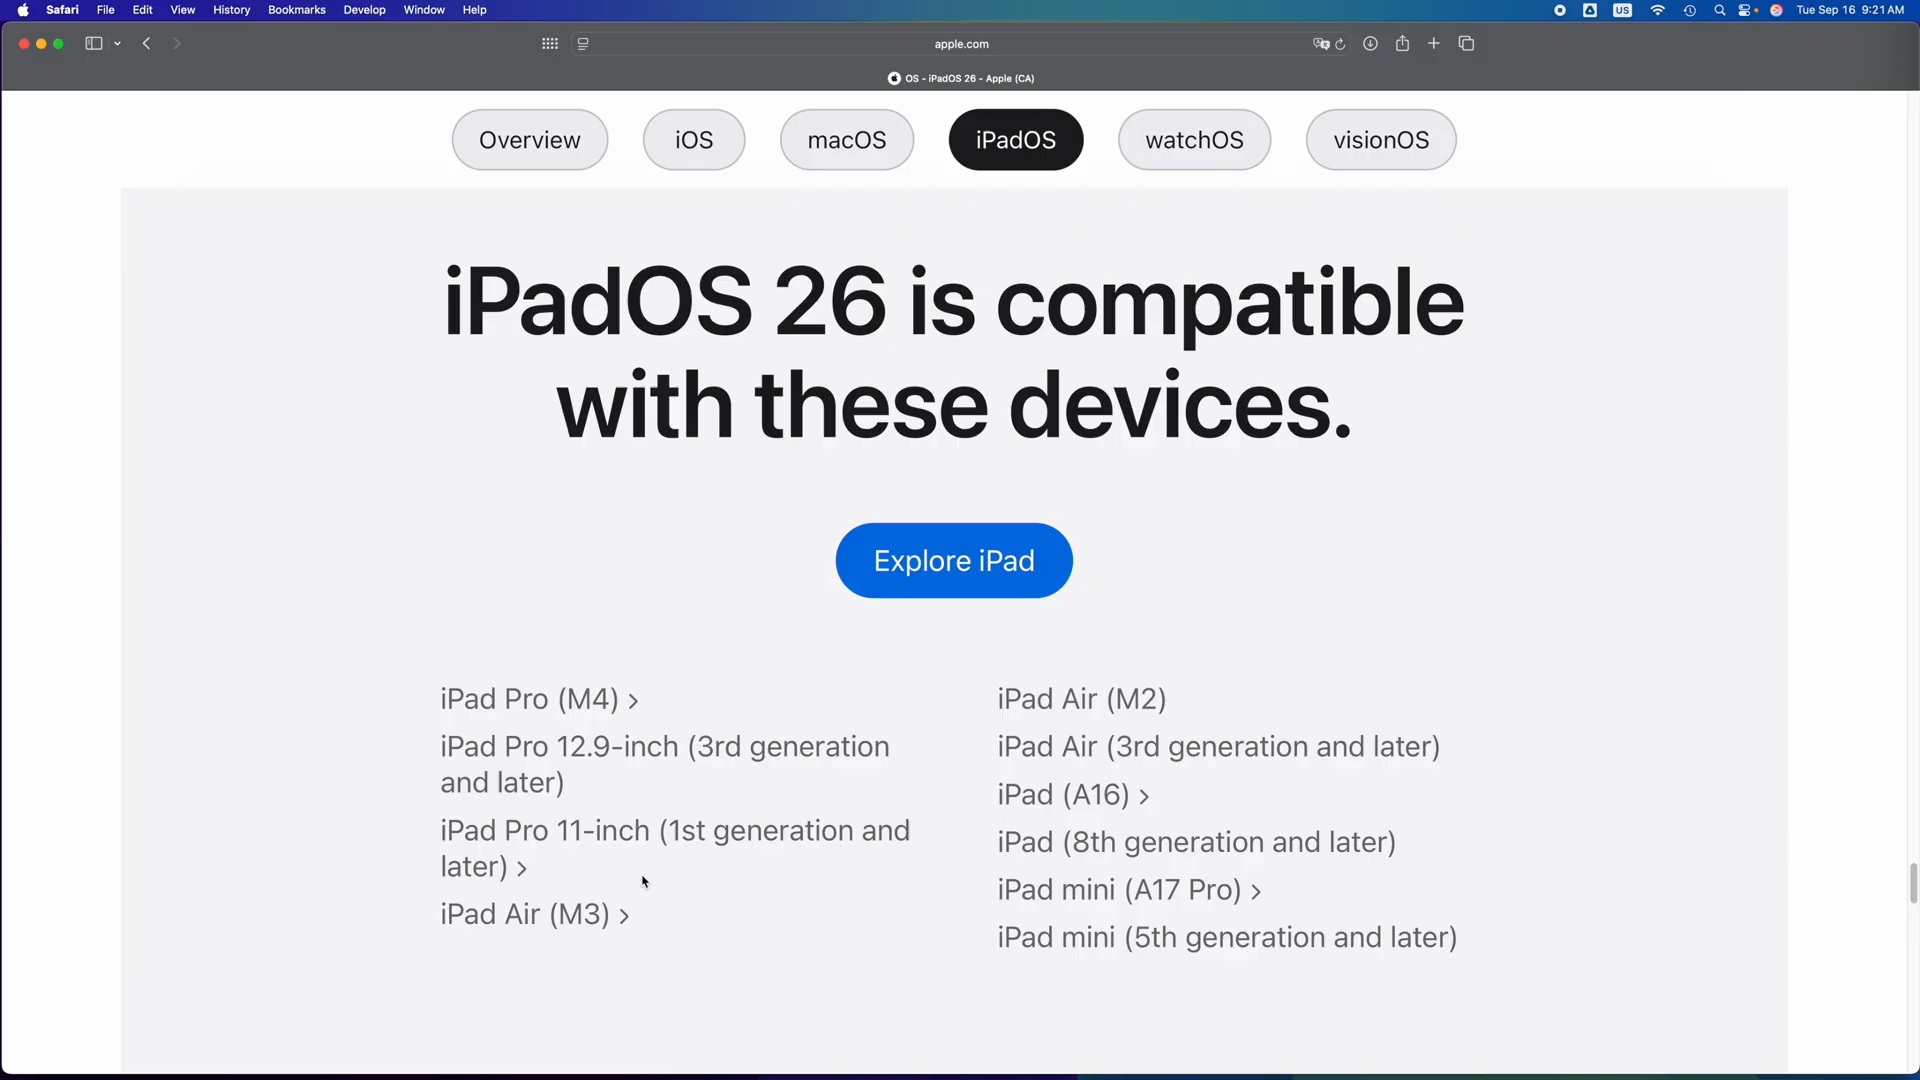 Safari File Edit View History Bookmarks Develop Window Help
US
Tue Sep 16 9:21 AM
apple.com
OS - iPadOS 26 - Apple (CA)
Overview
iOS
macOS
iPadOS
watchOS
visionOS
iPadOS 26 is compatible
with these devices.
Explore iPad
iPad Pro (M4) >
iPad Pro 12.9-inch (3rd generation
and later)
iPad Pro 11-inch (1st generation and
later) >
iPad Air (M3) >
iPad Air (M2)
iPad Air (3rd generation and later)
iPad (A16) >
iPad (8th generation and later)
iPad mini (A17 Pro) >
iPad mini (5th generation and later)